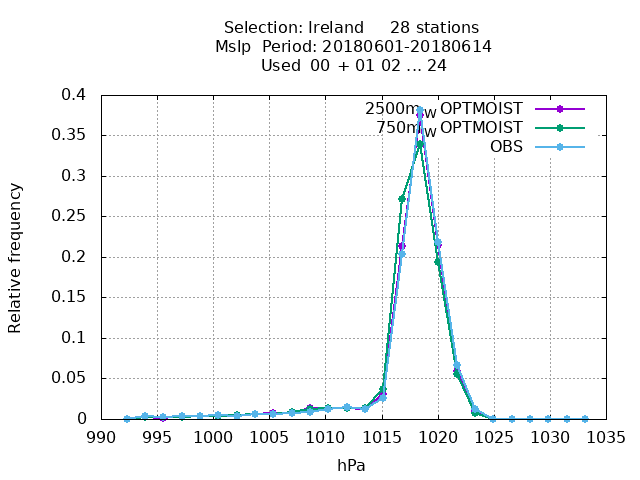 Selection: Ireland 28 stations
Mslp Period: 20180601-20180614
Used 00 + 01 02 ... 24
2500m_W OPTMOIST
750m_W OPTMOIST
OBS
Relative frequency
0.4
0.35
0.3
0.25
0.2
0.15
0.1
0.05
0
990 995 1000 1005 1010 1015 1020 1025 1030 1035
hPa